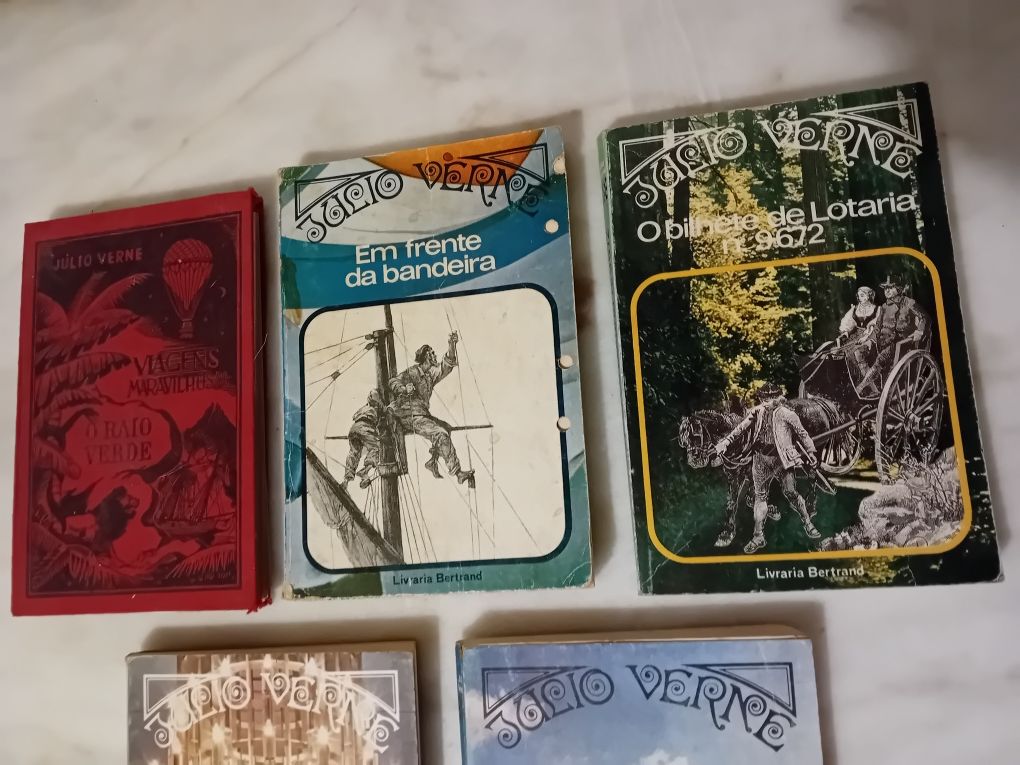 JÚLIO VERNE
VIAGENS
MARAVILHOSAS
O RAIO
VERDE
JÚLIO VERNE
Em frente
da bandeira
Livraria Bertrand
JÚLIO VERNE
O bilhete de Lotaria
n.º 9672
Livraria Bertrand
JÚLIO VERNE
JÚLIO VERNE